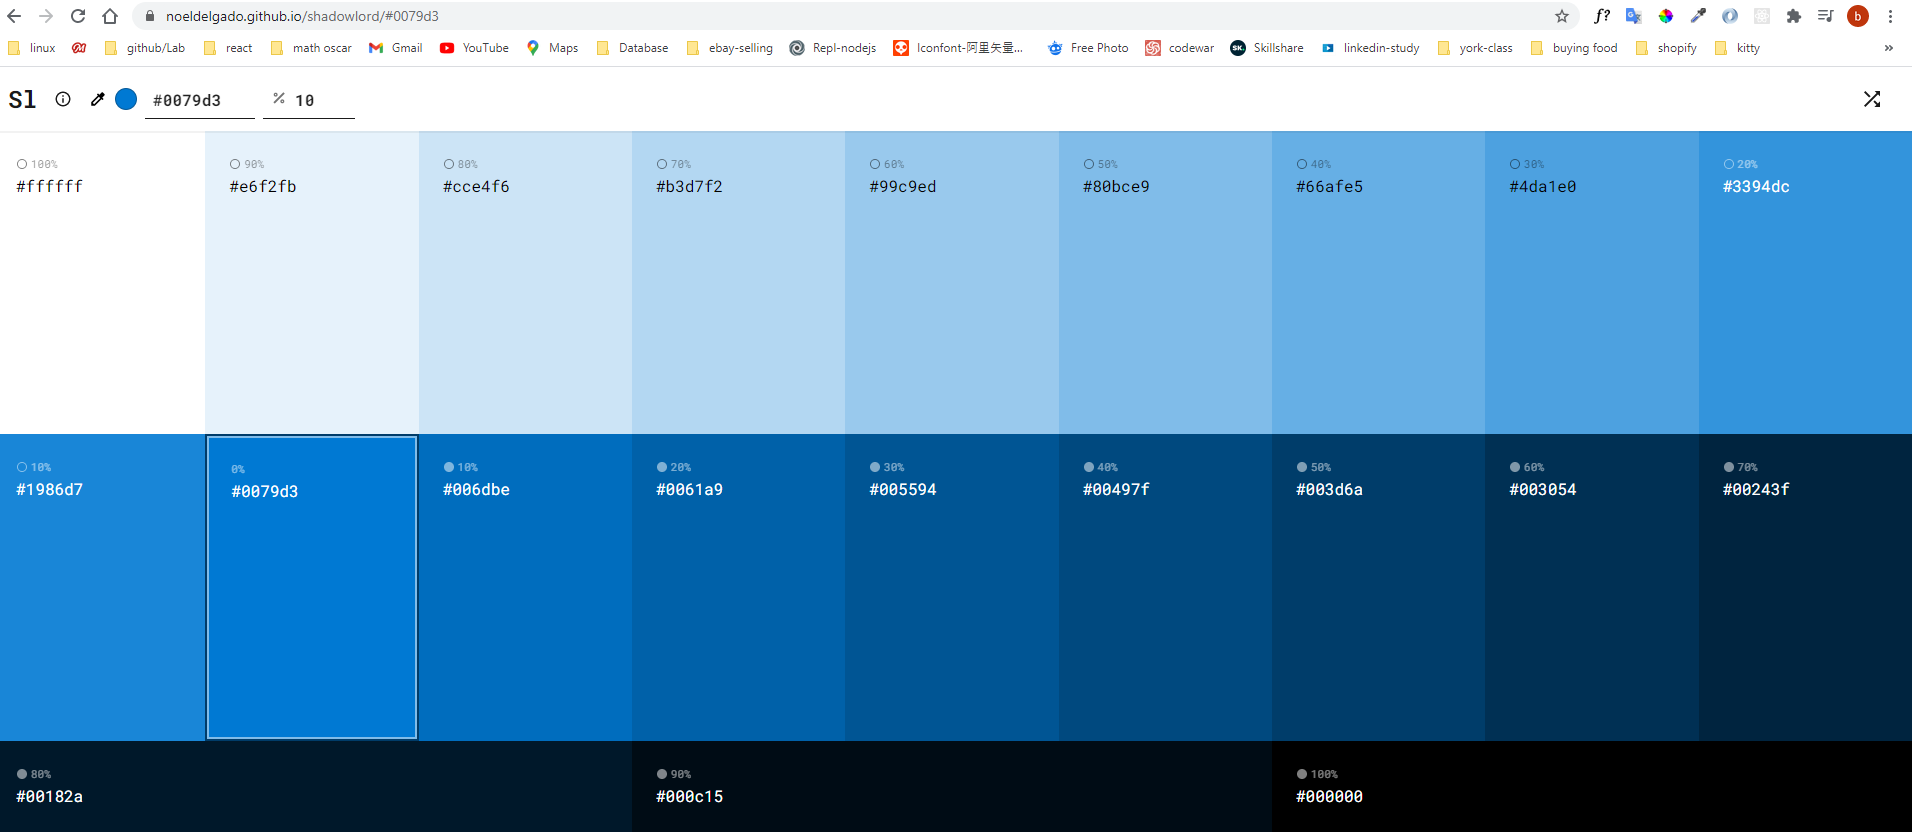 noeldelgado.github.io/shadowlord/#0079d3
f?
b
linux
github/Lab
react
math oscar
Gmail
YouTube
Maps
Database
ebay-selling
Repl-nodejs
Iconfont-阿里矢量...
Free Photo
SK.
Skillshare
codewar
linkedin-study
york-class
buying food
shopify
kitty
»
Sl
#0079d3
% 10
100%
#ffffff
90%
#e6f2fb
80%
#cce4f6
70%
#b3d7f2
60%
#99c9ed
50%
#80bce9
40%
#66afe5
30%
#4da1e0
20%
#3394dc
10%
#1986d7
0%
#0079d3
10%
#006dbe
20%
#0061a9
30%
#005594
40%
#00497f
50%
#003d6a
60%
#003054
70%
#00243f
80%
#00182a
90%
#000c15
100%
#000000